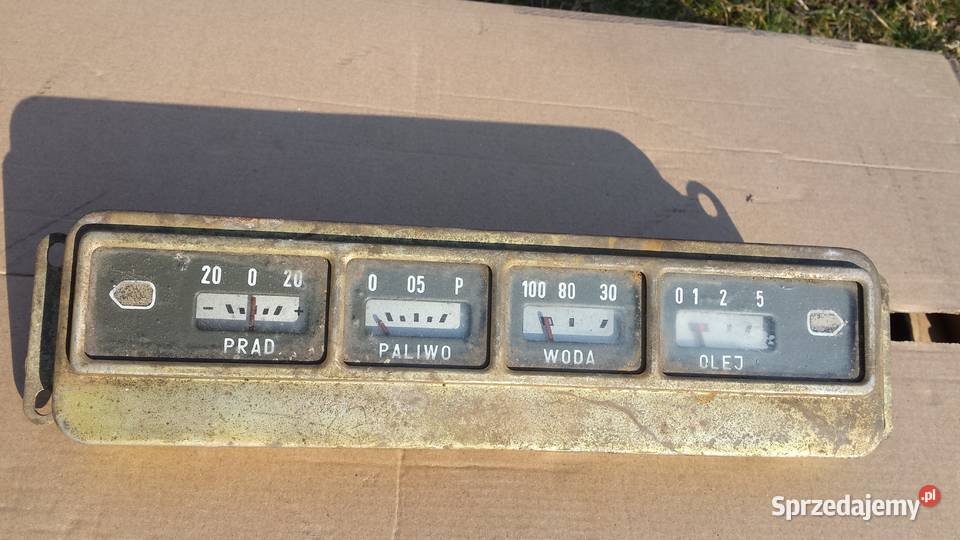 20 0 20
- +
PRAD
0 05 P
PALIWO
100 80 30
WODA
0 1 2 5
OLEJ
Sprzedajemy.pl